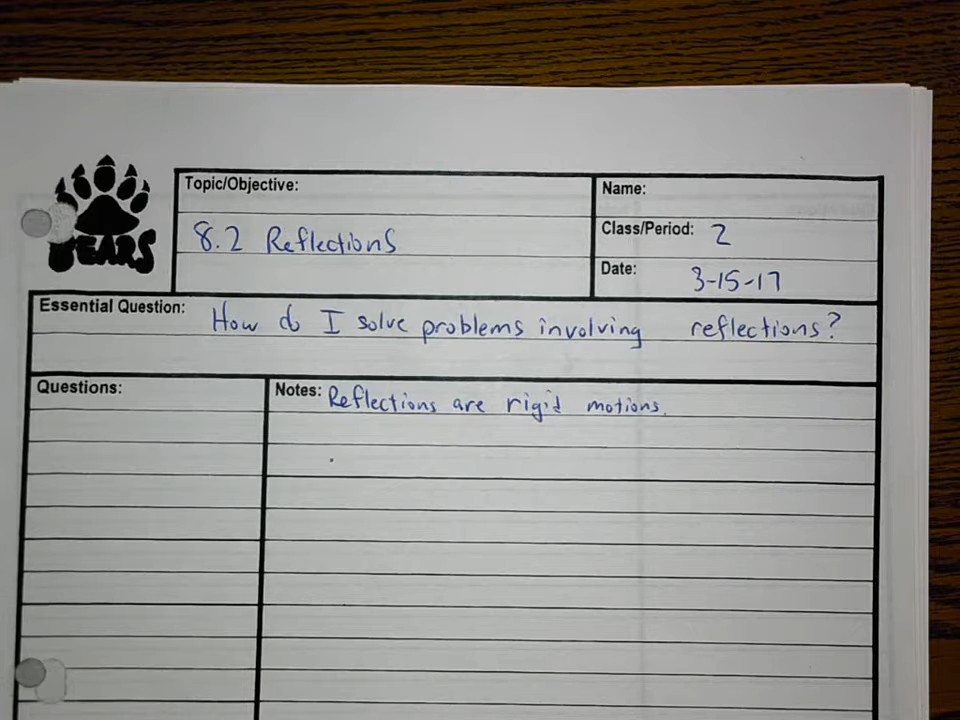 Topic/Objective:
8.2 Reflections
Name:
Class/Period: 2
Date: 3-15-17
BEARS
Essential Question: How do I solve problems involving reflections?
Questions:
Notes: Reflections are rigid motions.